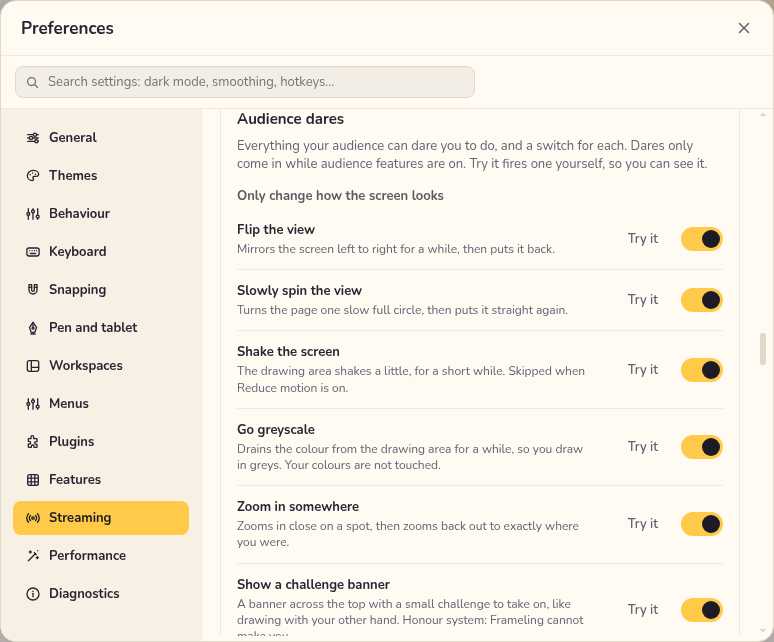 Preferences
Search settings: dark mode, smoothing, hotkeys...
General
Themes
Behaviour
Keyboard
Snapping
Pen and tablet
Workspaces
Menus
Plugins
Features
Streaming
Performance
Diagnostics
Audience dares
Everything your audience can dare you to do, and a switch for each. Dares only
come in while audience features are on. Try it fires one yourself, so you can see it.
Only change how the screen looks
Flip the view
Mirrors the screen left to right for a while, then puts it back.
Try it
Slowly spin the view
Turns the page one slow full circle, then puts it straight again.
Try it
Shake the screen
The drawing area shakes a little, for a short while. Skipped when
Reduce motion is on.
Try it
Go greyscale
Drains the colour from the drawing area for a while, so you draw
in greys. Your colours are not touched.
Try it
Zoom in somewhere
Zooms in close on a spot, then zooms back out to exactly where
you were.
Try it
Show a challenge banner
A banner across the top with a small challenge to take on, like
drawing with your other hand. Honour system: Frameling cannot
make you.
Try it